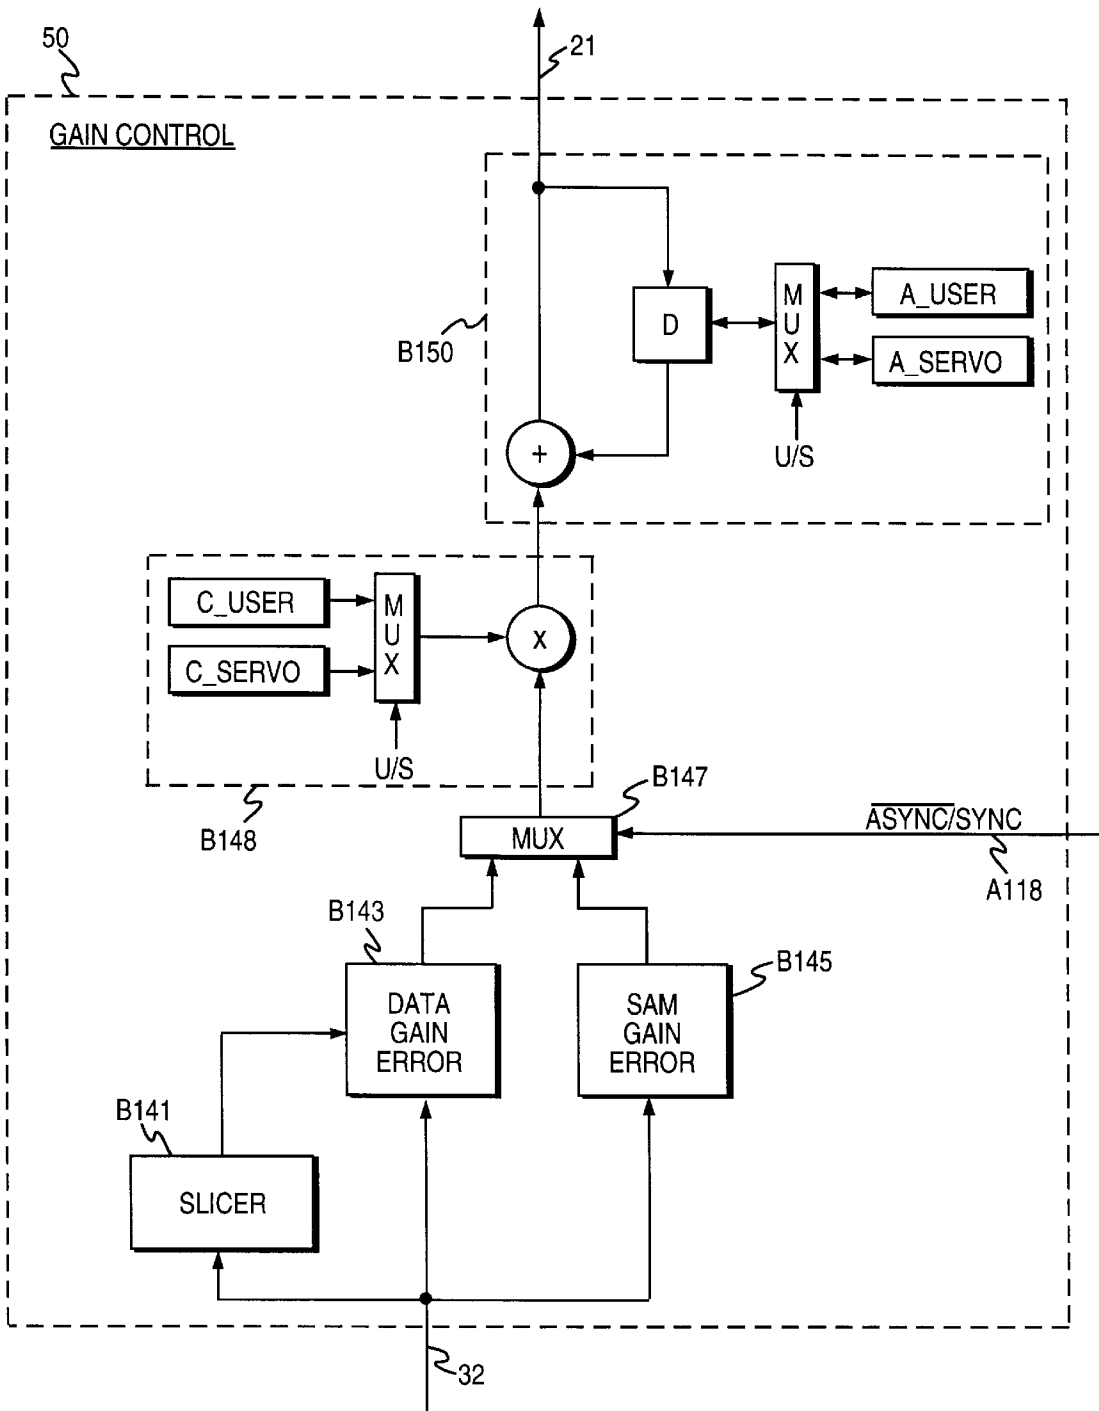 50
21
GAIN CONTROL
M
U
X
A_USER
D
B150
A_SERVO
+
U/S
C_USER
M
U
X
X
C_SERVO
U/S
B147
B148
MUX
ASYNC/SYNC
A118
B143
B145
DATA
GAIN
ERROR
SAM
GAIN
ERROR
B141
SLICER
32